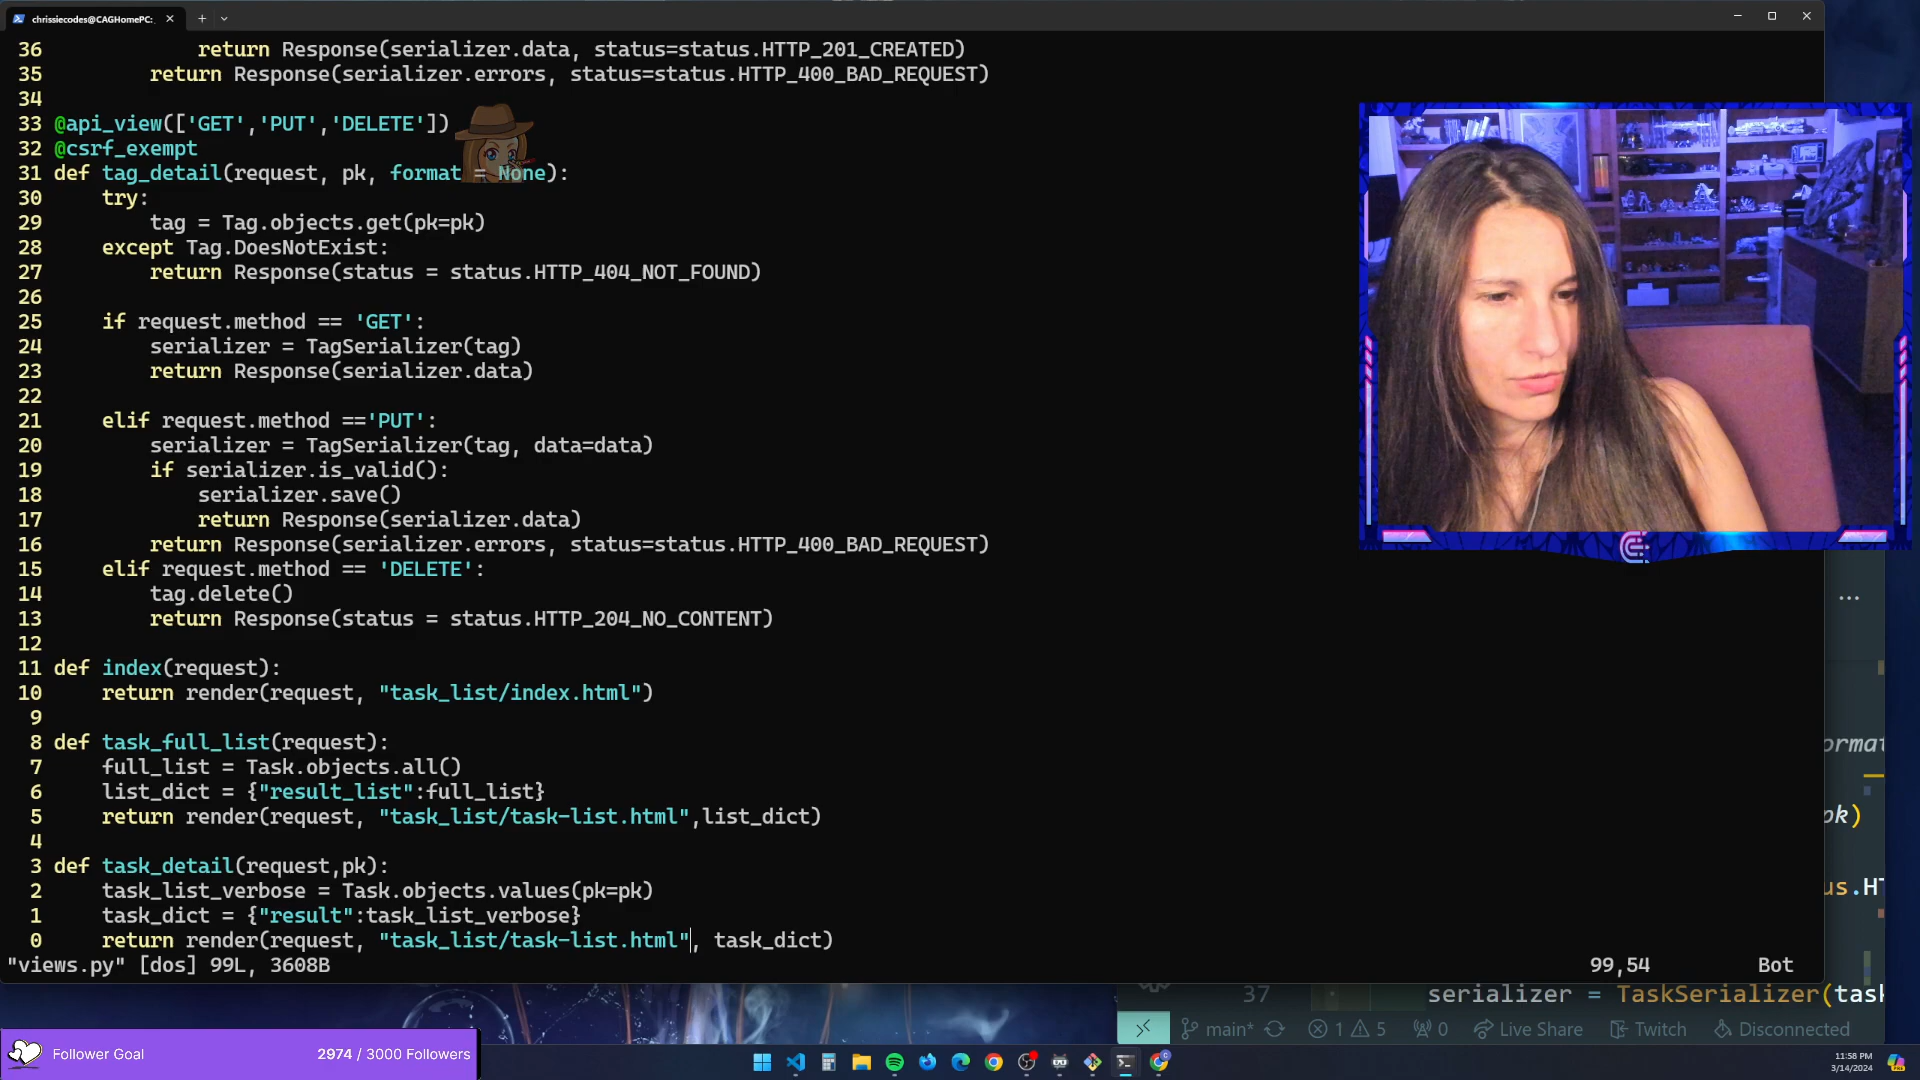 chrissiecodes@CAGHomePC:
36 return Response(serializer.data, status=status.HTTP_201_CREATED)
35 return Response(serializer.errors, status=status.HTTP_400_BAD_REQUEST)
34
33 @api_view(['GET','PUT','DELETE'])
32 @csrf_exempt
31 def tag_detail(request, pk, format = None):
30 try:
29 tag = Tag.objects.get(pk=pk)
28 except Tag.DoesNotExist:
27 return Response(status = status.HTTP_404_NOT_FOUND)
26
25 if request.method == 'GET':
24 serializer = TagSerializer(tag)
23 return Response(serializer.data)
22
21 elif request.method =='PUT':
20 serializer = TagSerializer(tag, data=data)
19 if serializer.is_valid():
18 serializer.save()
17 return Response(serializer.data)
16 return Response(serializer.errors, status=status.HTTP_400_BAD_REQUEST)
15 elif request.method == 'DELETE':
14 tag.delete()
13 return Response(status = status.HTTP_204_NO_CONTENT)
12
11 def index(request):
10 return render(request, "task_list/index.html")
9
8 def task_full_list(request):
7 full_list = Task.objects.all()
6 list_dict = {"result_list":full_list}
5 return render(request, "task_list/task-list.html",list_dict)
4
3 def task_detail(request,pk):
2 task_list_verbose = Task.objects.values(pk=pk)
1 task_dict = {"result":task_list_verbose}
0 return render(request, "task_list/task-list.html", task_dict)
"views.py" [dos] 99L, 3608B 99,54 Bot
ormat
pk)
us.HT
37 serializer = TaskSerializer(task
main* 1 5 0 Live Share Twitch Disconnected
Follower Goal 2974 / 3000 Followers
11:58 PM
3/14/2024